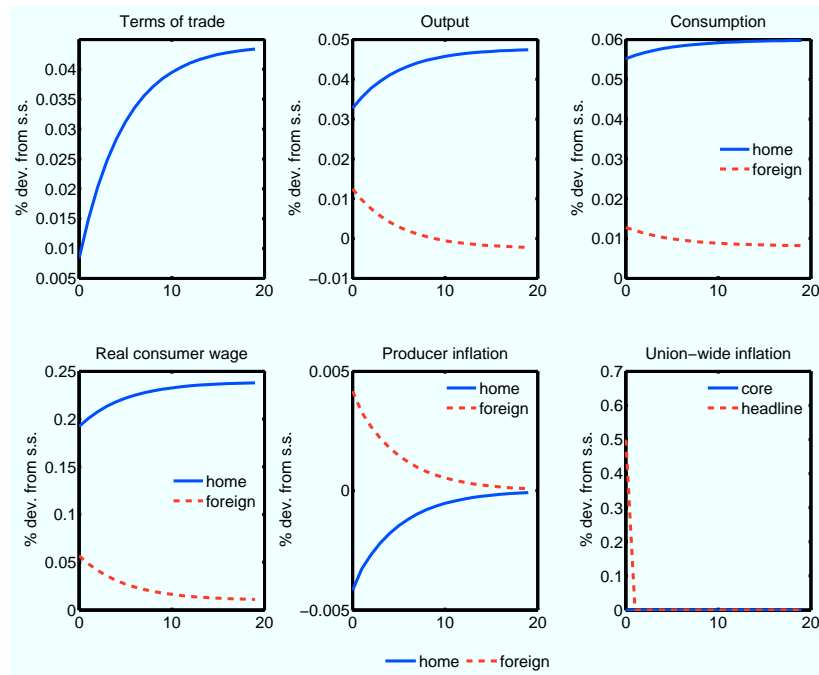 Terms of trade
% dev. from s.s.
0.04
0.035
0.03
0.025
0.02
0.015
0.01
0.005
0 10 20
Output
% dev. from s.s.
0.05
0.04
0.03
0.02
0.01
0
−0.01
0 10 20
Consumption
% dev. from s.s.
0.06
0.05
0.04
0.03
0.02
0.01
0
0 10 20
home
foreign
Real consumer wage
% dev. from s.s.
0.25
0.2
0.15
0.1
0.05
0
0 10 20
home
foreign
Producer inflation
% dev. from s.s.
0.005
0
−0.005
0 10 20
home
foreign
Union−wide inflation
% dev. from s.s.
0.7
0.6
0.5
0.4
0.3
0.2
0.1
0
0 10 20
core
headline
home foreign